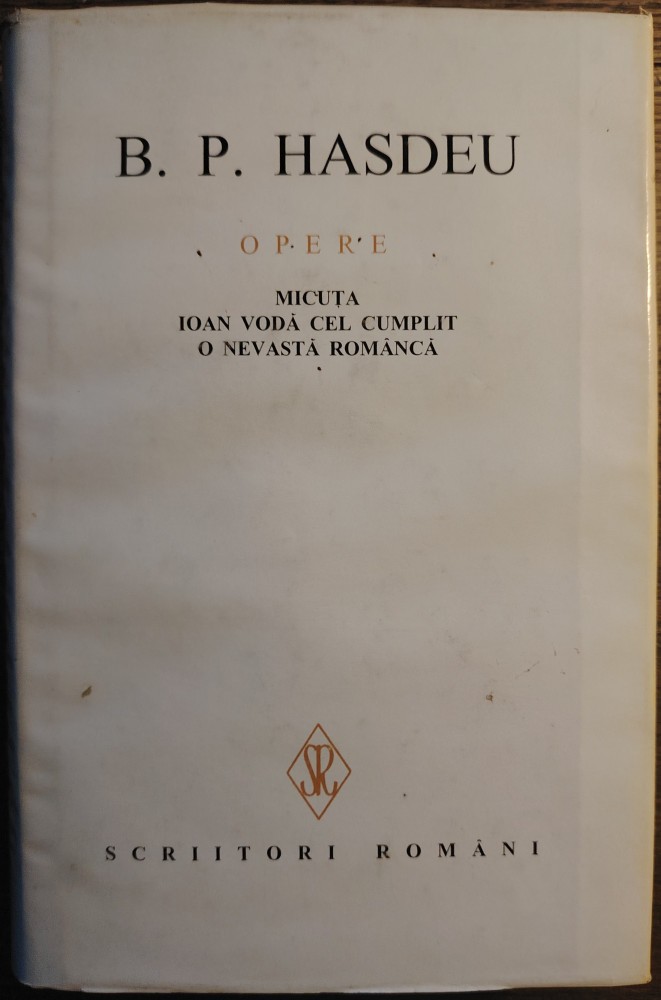 B. P. HASDEU
OPERE
MICUȚA
IOAN VODĂ CEL CUMPLIT
O NEVASTĂ ROMÂNCĂ
SR
SCRIITORI ROMÂNI